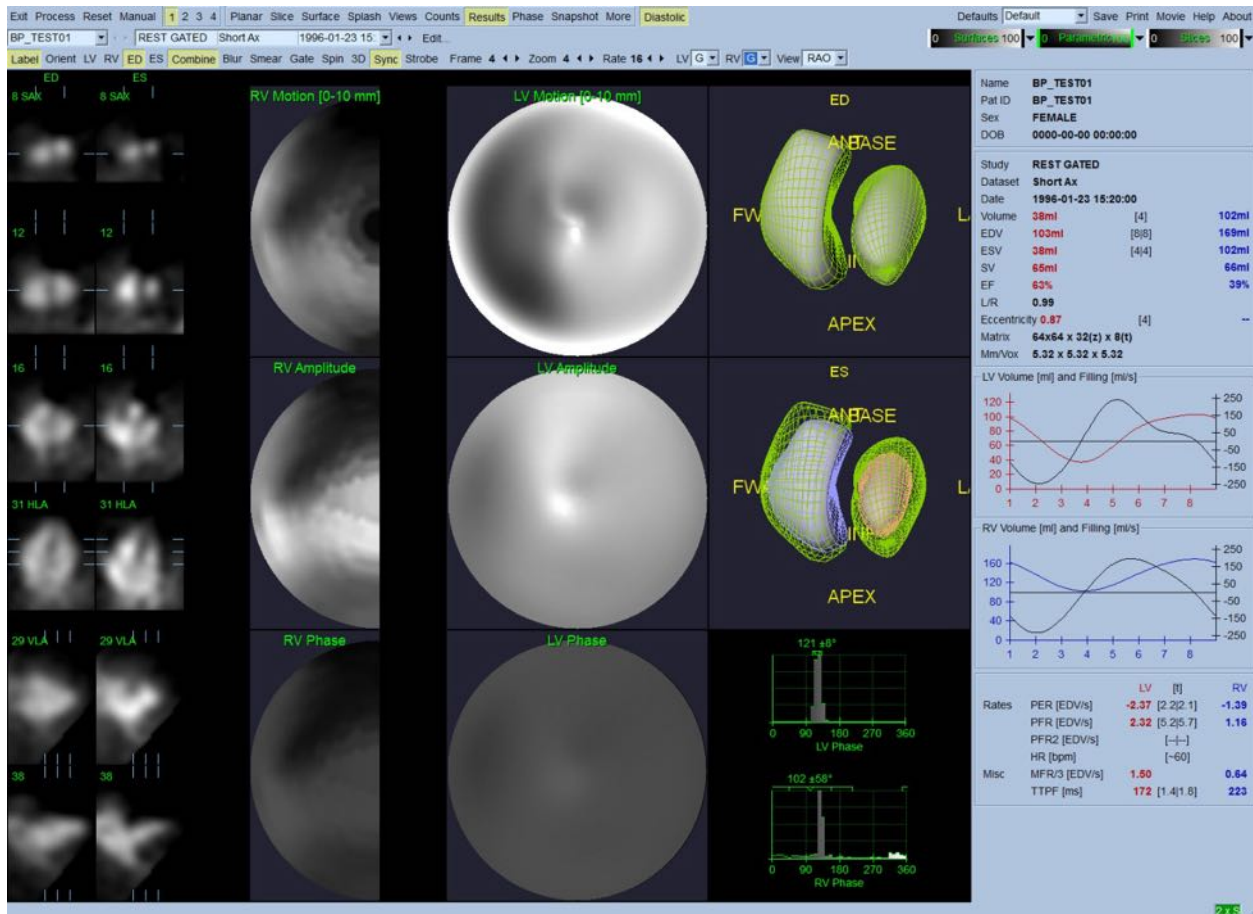 Exit Process Reset Manual 1 2 3 4 Planar Slice Surface Splash Views Counts Results Phase Snapshot More Diastolic Defaults Default Save Print Movie Help About
BP_TEST01 REST GATED Short Ax 1996-01-23 15: Edit... 0 Surfaces 100 0 Parametric 0 Slices 100
Label Orient LV RV ED ES Combine Blur Smear Gate Spin 3D Sync Strobe Frame 4 Zoom 4 Rate 16 LV G RV G View RAO
ED ES
8 SAX 8 SAX
12 12
16 16
31 HLA 31 HLA
29 VLA 29 VLA
38 38
RV Motion [0-10 mm]
LV Motion [0-10 mm]
ED
ANT BASE
FW
APEX
RV Amplitude
LV Amplitude
ES
ANT BASE
FW
APEX
RV Phase
LV Phase
121 ±6°
0 90 180 270 360
LV Phase
102 ±58°
0 90 180 270 360
RV Phase
Name BP_TEST01
Pat ID BP_TEST01
Sex FEMALE
DOB 0000-00-00 00:00:00
Study REST GATED
Dataset Short Ax
Date 1996-01-23 15:20:00
Volume 38ml [4] 102ml
EDV 103ml [8|8] 169ml
ESV 38ml [4|4] 102ml
SV 65ml 66ml
EF 63% 39%
L/R 0.99
Eccentricity 0.87 [4] --
Matrix 64x64 x 32(z) x 8(t)
Mm/Vox 5.32 x 5.32 x 5.32
LV Volume [ml] and Filling [ml/s]
120 100 80 60 40 20 0
250 150 50 -50 -150 -250
1 2 3 4 5 6 7 8
RV Volume [ml] and Filling [ml/s]
160 120 80 40 0
250 150 50 -50 -150 -250
1 2 3 4 5 6 7 8
LV [t] RV
Rates PER [EDV/s] -2.37 [2.2|2.1] -1.39
PFR [EDV/s] 2.32 [5.2|5.7] 1.16
PFR2 [EDV/s] [--|--]
HR [bpm] [~60]
Misc MFR/3 [EDV/s] 1.50 0.64
TTPF [ms] 172 [1.4|1.8] 223
2 x S